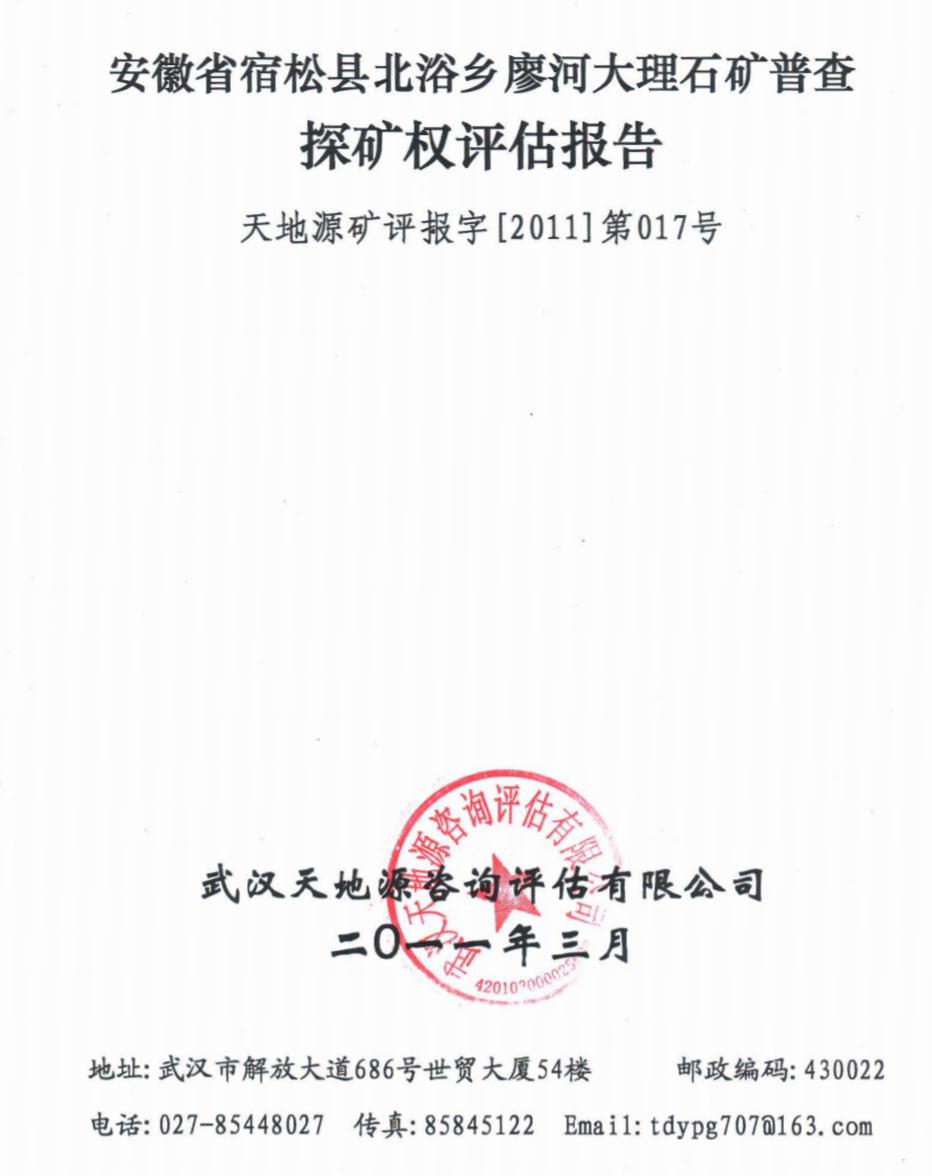 安徽省宿松县北浴乡廖河大理石矿普查
探矿权评估报告
天地源矿评报字[2011]第017号
武汉天地源咨询评估有限公司
武汉天地源咨询评估有限公司
二〇一一年三月
地址:武汉市解放大道686号世贸大厦54楼 邮政编码:430022
电话:027-85448027 传真:85845122 Email:tdypg707@163.com